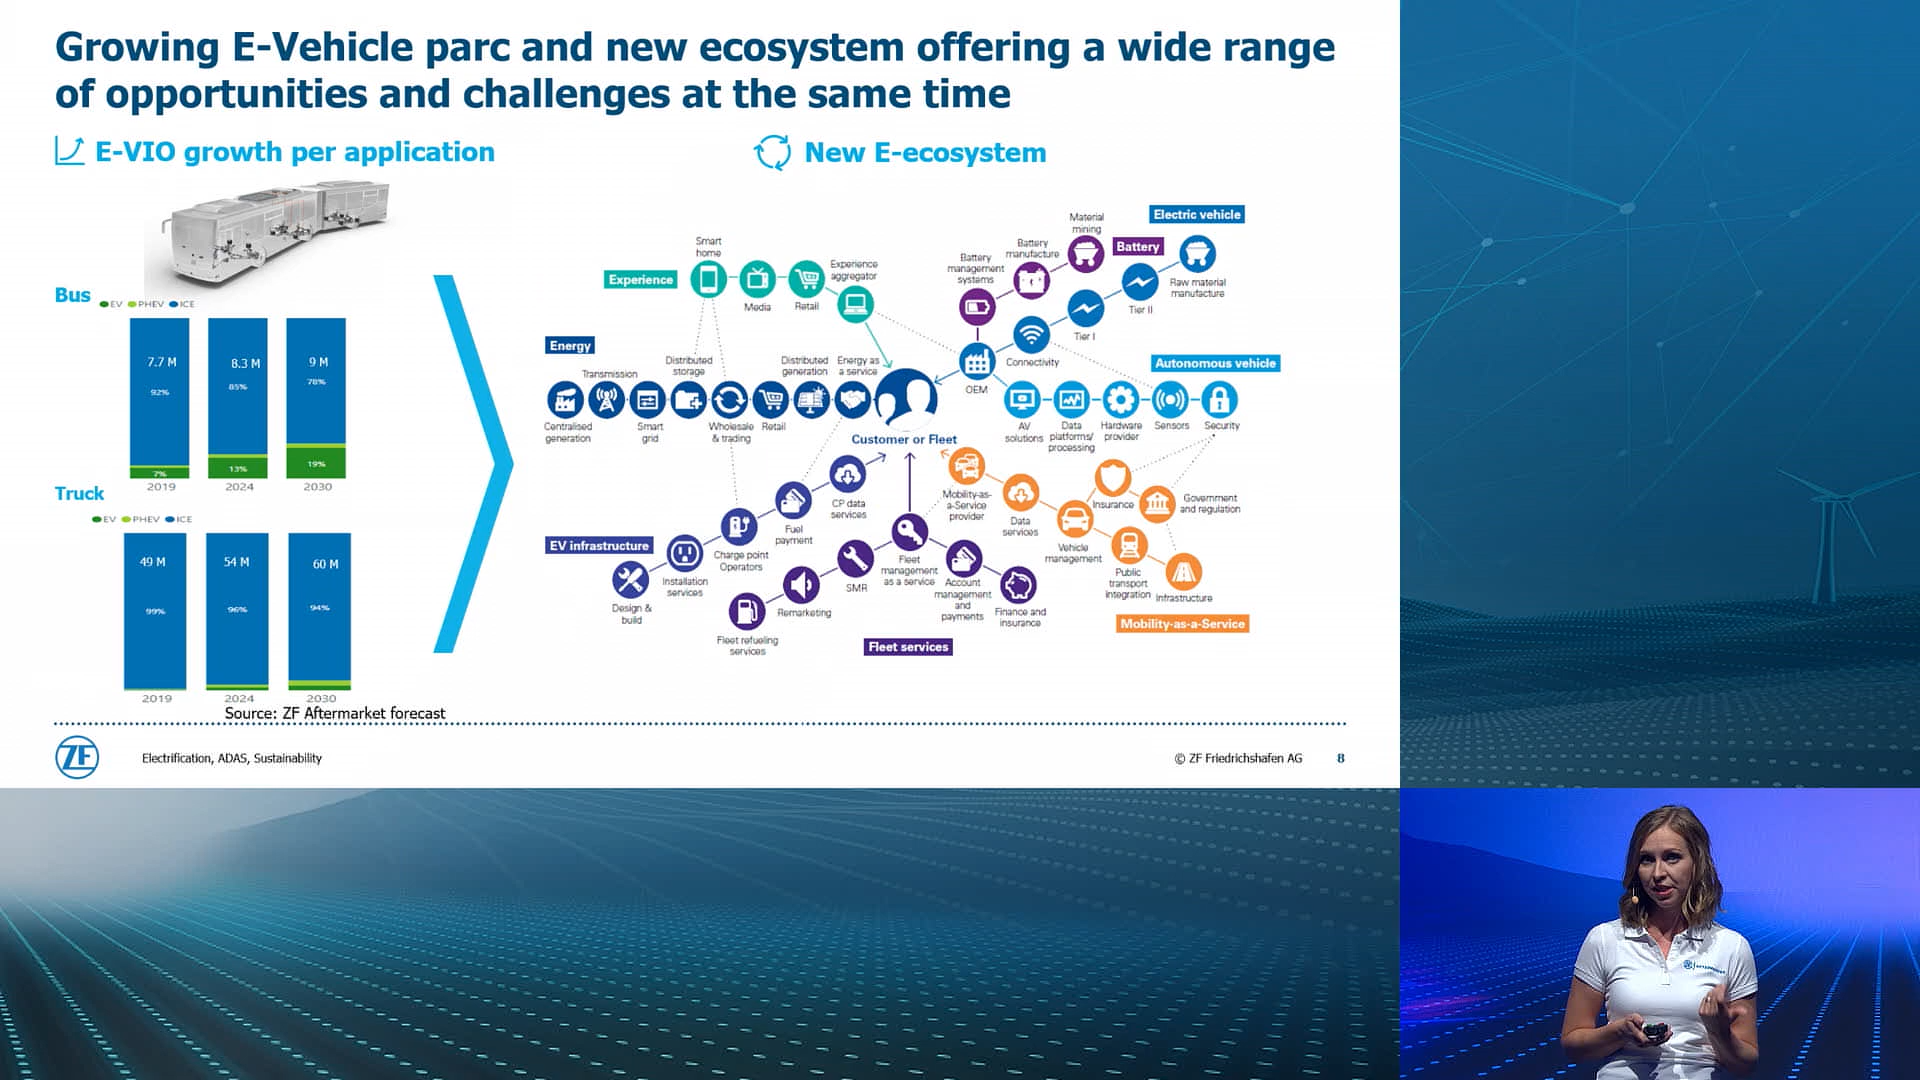 Growing E-Vehicle parc and new ecosystem offering a wide range
of opportunities and challenges at the same time
E-VIO growth per application
New E-ecosystem
Bus
EV PHEV ICE
7.7 M
8.3 M
9 M
92%
85%
78%
7%
13%
19%
2019
2024
2030
Truck
EV PHEV ICE
49 M
54 M
60 M
99%
96%
94%
2019
2024
2030
Source: ZF Aftermarket forecast
Experience
Smart
home
Media
Retail
Experience
aggregator
Energy
Centralised
generation
Transmission
Smart
grid
Distributed
storage
Wholesale
& trading
Retail
Distributed
generation
Energy as
a service
Customer or Fleet
Battery
Battery
management
systems
Battery
manufacture
Material
mining
Electric vehicle
OEM
Connectivity
Tier I
Tier II
Raw material
manufacture
Autonomous vehicle
AV
solutions
Data
platforms/
processing
Hardware
provider
Sensors
Security
EV infrastructure
Design &
build
Installation
services
Charge point
Operators
Fuel
payment
CP data
services
Fleet services
Fleet refueling
services
Remarketing
SMR
Fleet
management
as a service
Account
management
and
payments
Finance and
insurance
Mobility-as-a-Service
Mobility-as-
a-Service
provider
Data
services
Vehicle
management
Insurance
Government
and regulation
Public
transport
integration
Infrastructure
ZF
Electrification, ADAS, Sustainability
© ZF Friedrichshafen AG
8